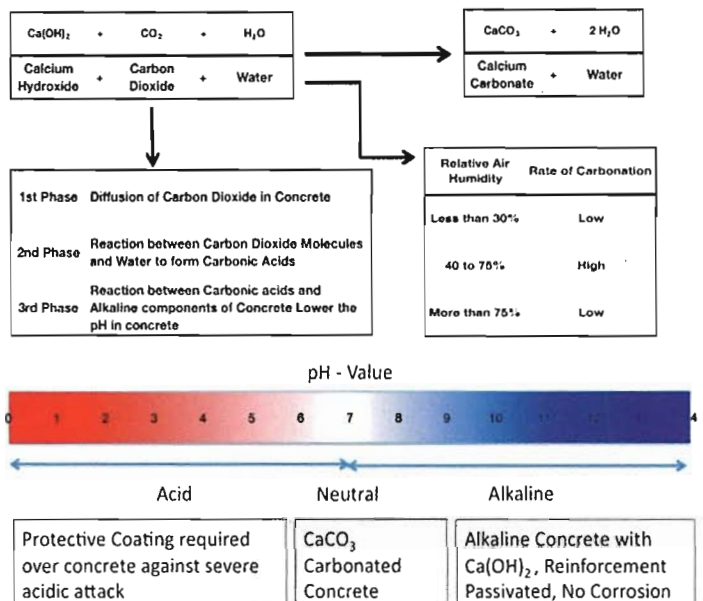 Ca(OH)₂ + CO₂ + H₂O
Calcium Hydroxide + Carbon Dioxide + Water
CaCO₃ + 2 H₂O
Calcium Carbonate + Water
1st Phase Diffusion of Carbon Dioxide in Concrete
2nd Phase Reaction between Carbon Dioxide Molecules
and Water to form Carbonic Acids
3rd Phase Reaction between Carbonic acids and
Alkaline components of Concrete Lower the
pH in concrete
Relative Air Humidity Rate of Carbonation
Less than 30% Low
40 to 75% High
More than 75% Low
pH - Value
0 1 2 3 4 5 6 7 8 9 10 11 12 13 4
Acid Neutral Alkaline
Protective Coating required
over concrete against severe
acidic attack
CaCO₃
Carbonated
Concrete
Alkaline Concrete with
Ca(OH)₂, Reinforcement
Passivated, No Corrosion